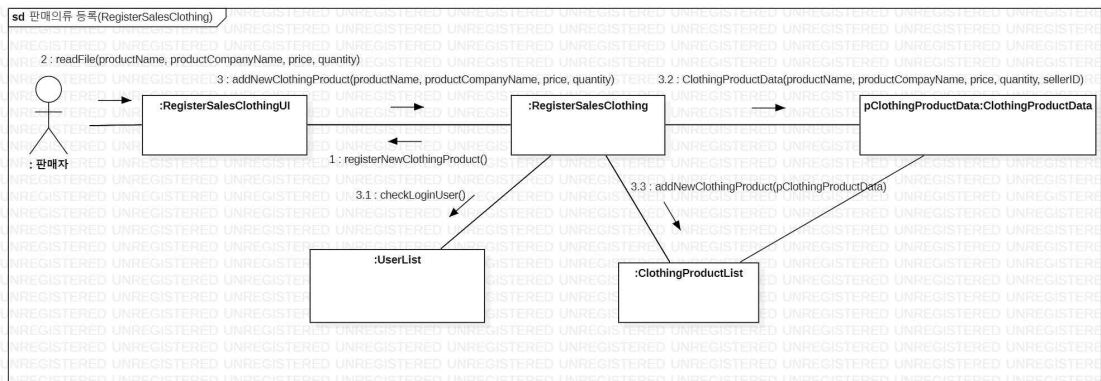 sd 판매의류 등록(RegisterSalesClothing)
2 : readFile(productName, productCompanyName, price, quantity)
3 : addNewClothingProduct(productName, productCompanyName, price, quantity)
3.2 : ClothingProductData(productName, productCompayName, price, quantity, sellerID)
:RegisterSalesClothingUI
:RegisterSalesClothing
pClothingProductData:ClothingProductData
: 판매자
1 : registerNewClothingProduct()
3.1 : checkLoginUser()
3.3 : addNewClothingProduct(pClothingProductData)
:UserList
:ClothingProductList
UNREGISTERED